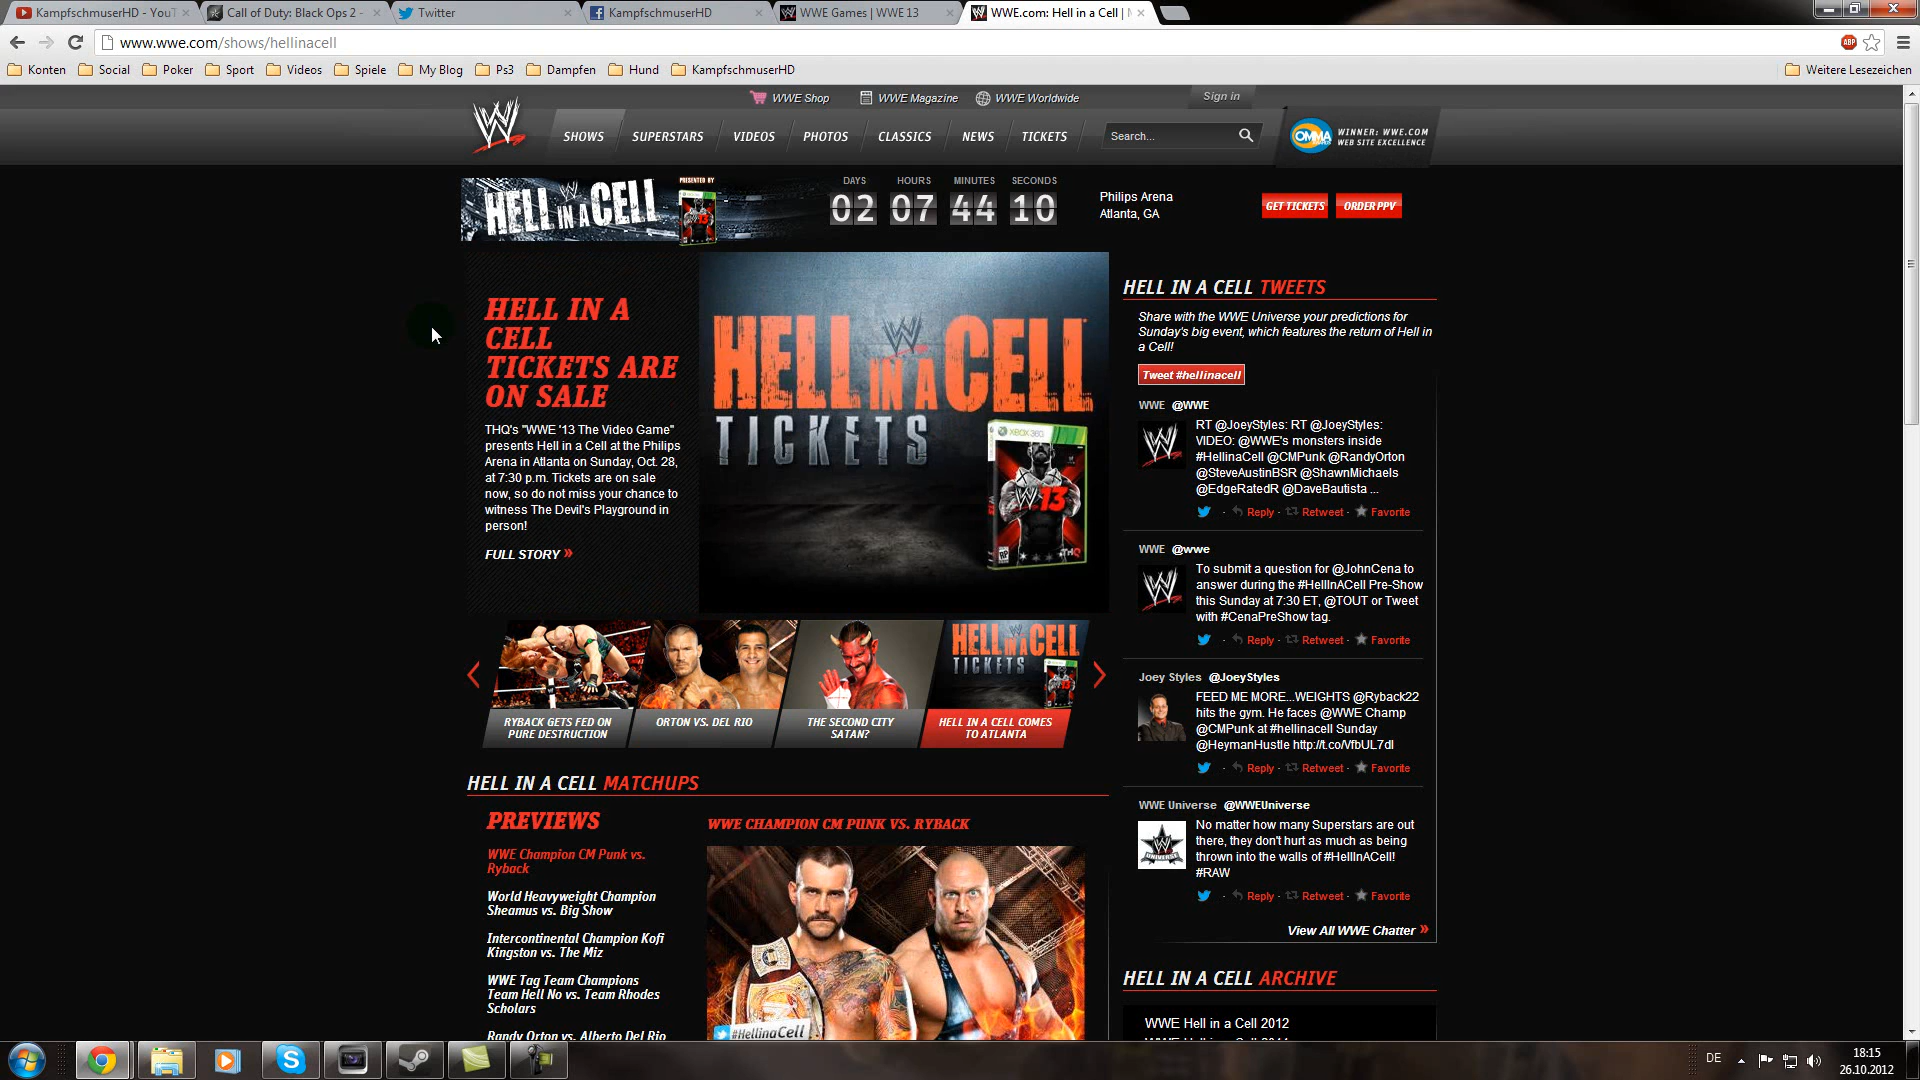 KampfschmuserHD - YouT
Call of Duty: Black Ops 2 -
Twitter
KampfschmuserHD
WWE Games | WWE 13
WWE.com: Hell in a Cell |
www.wwe.com/shows/hellinacell
ABP
Konten
Social
Poker
Sport
Videos
Spiele
My Blog
Ps3
Dampfen
Hund
KampfschmuserHD
Weitere Lesezeichen
WWE Shop
WWE Magazine
WWE Worldwide
Sign in
SHOWS
SUPERSTARS
VIDEOS
PHOTOS
CLASSICS
NEWS
TICKETS
Search...
OMMA
WINNER: WWE.COM
WEB SITE EXCELLENCE
HELL IN A CELL
PRESENTED BY
DAYS HOURS MINUTES SECONDS
02 07 44 10
Philips Arena
Atlanta, GA
GET TICKETS
ORDER PPV
HELL IN A
CELL
TICKETS ARE
ON SALE
THQ's "WWE '13 The Video Game"
presents Hell in a Cell at the Philips
Arena in Atlanta on Sunday, Oct. 28,
at 7:30 p.m. Tickets are on sale
now, so do not miss your chance to
witness The Devil's Playground in
person!
FULL STORY »
HELL IN A CELL
TICKETS
XBOX 360
W 13
THQ
RYBACK GETS FED ON
PURE DESTRUCTION
ORTON VS. DEL RIO
THE SECOND CITY
SATAN?
HELL IN A CELL
TICKETS
HELL IN A CELL COMES
TO ATLANTA
HELL IN A CELL MATCHUPS
PREVIEWS
WWE Champion CM Punk vs.
Ryback
World Heavyweight Champion
Sheamus vs. Big Show
Intercontinental Champion Kofi
Kingston vs. The Miz
WWE Tag Team Champions
Team Hell No vs. Team Rhodes
Scholars
Randy Orton vs. Alberto Del Rio
WWE CHAMPION CM PUNK VS. RYBACK
#HellinaCell
HELL IN A CELL TWEETS
Share with the WWE Universe your predictions for
Sunday's big event, which features the return of Hell in
a Cell!
Tweet #hellinacell
WWE @WWE
RT @JoeyStyles: RT @JoeyStyles:
VIDEO: @WWE's monsters inside
#HellinaCell @CMPunk @RandyOrton
@SteveAustinBSR @ShawnMichaels
@EdgeRatedR @DaveBautista ...
· Reply · Retweet · Favorite
WWE @wwe
To submit a question for @JohnCena to
answer during the #HellInACell Pre-Show
this Sunday at 7:30 ET, @TOUT or Tweet
with #CenaPreShow tag.
· Reply · Retweet · Favorite
Joey Styles @JoeyStyles
FEED ME MORE...WEIGHTS @Ryback22
hits the gym. He faces @WWE Champ
@CMPunk at #hellinacell Sunday
@HeymanHustle http://t.co/VfbUL7dl
· Reply · Retweet · Favorite
WWE Universe @WWEUniverse
UNIVERSE
No matter how many Superstars are out
there, they don't hurt as much as being
thrown into the walls of #HellInACell!
#RAW
· Reply · Retweet · Favorite
View All WWE Chatter »
HELL IN A CELL ARCHIVE
WWE Hell in a Cell 2012
DE
18:15
26.10.2012